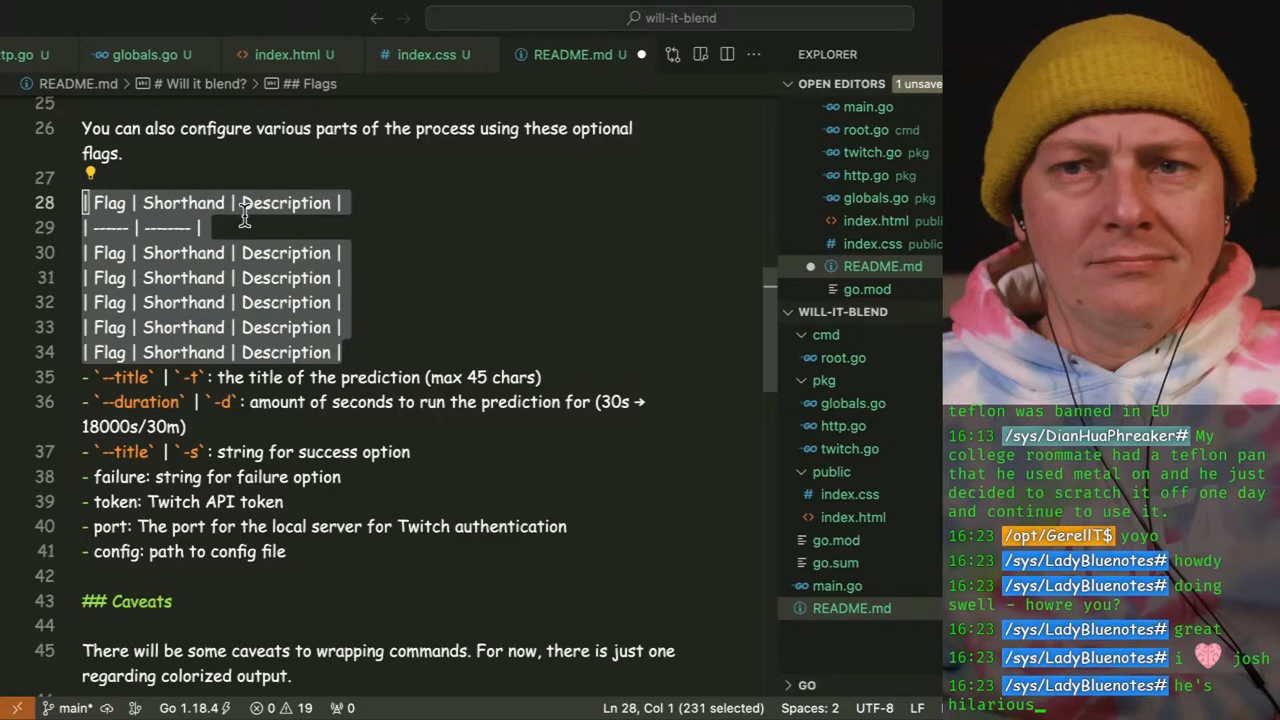 will-it-blend
ttp.go U
globals.go U
index.html U
index.css U
README.md U
EXPLORER
README.md > # Will it blend? > ## Flags
OPEN EDITORS
1 unsave
25
26 You can also configure various parts of the process using these optional
flags.
27
28 | Flag | Shorthand | Description |
29 | ------ | ------- |
30 | Flag | Shorthand | Description |
31 | Flag | Shorthand | Description |
32 | Flag | Shorthand | Description |
33 | Flag | Shorthand | Description |
34 | Flag | Shorthand | Description |
35 - `--title` | `-t`: the title of the prediction (max 45 chars)
36 - `--duration` | `-d`: amount of seconds to run the prediction for (30s →
18000s/30m)
37 - `--title` | `-s`: string for success option
38 - failure: string for failure option
39 - token: Twitch API token
40 - port: The port for the local server for Twitch authentication
41 - config: path to config file
42
43 ## Caveats
44
45 There will be some caveats to wrapping commands. For now, there is just one
regarding colorized output.
main.go
root.go cmd
twitch.go pkg
http.go pkg
globals.go pkg
index.html publi
index.css public
README.md
go.mod
WILL-IT-BLEND
cmd
root.go
pkg
globals.go
http.go
twitch.go
public
index.css
index.html
go.mod
go.sum
main.go
README.md
GO
main*
Go 1.18.4
0
19
0
Ln 28, Col 1 (231 selected)
Spaces: 2
UTF-8
LF
teflon was banned in EU
16:13 /sys/DianHuaPhreaker# My
college roommate had a teflon pan
that he used metal on and he just
decided to scratch it off one day
and continue to use it.
16:23 /opt/GerellT$ yoyo
16:23 /sys/LadyBluenotes# howdy
16:23 /sys/LadyBluenotes# doing
swell - howre you?
16:23 /sys/LadyBluenotes# great
16:23 /sys/LadyBluenotes# i josh
16:23 /sys/LadyBluenotes# he's
hilarious_